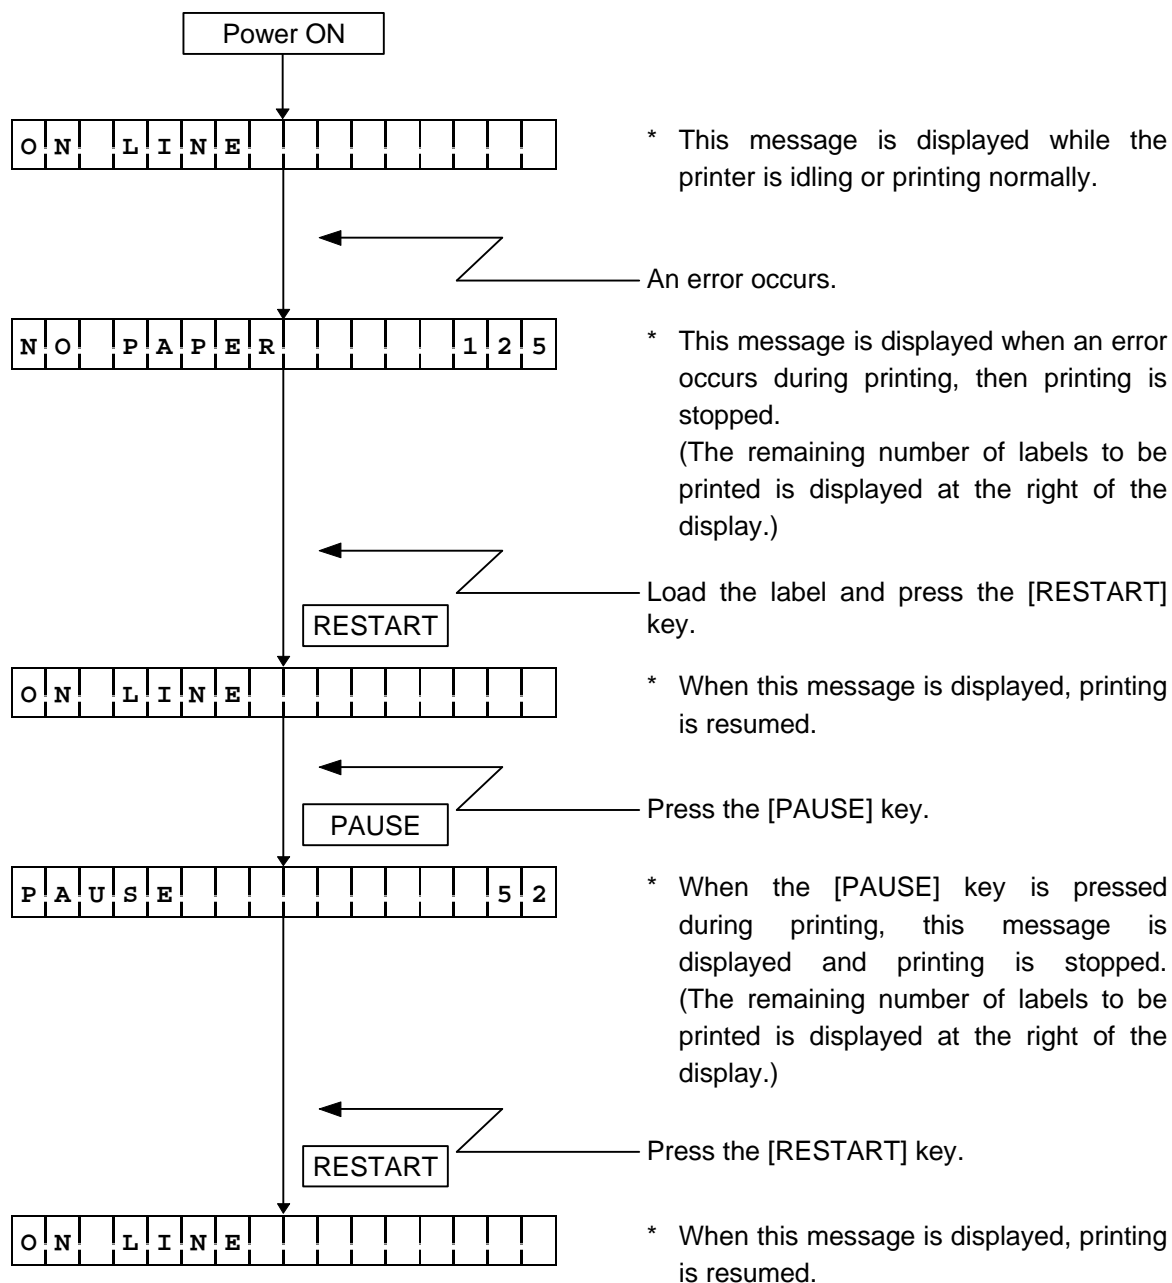 Power ON
ON LINE
* This message is displayed while the
printer is idling or printing normally.
An error occurs.
NO PAPER 125
* This message is displayed when an error
occurs during printing, then printing is
stopped.
(The remaining number of labels to be
printed is displayed at the right of the
display.)
Load the label and press the [RESTART]
key.
RESTART
ON LINE
* When this message is displayed, printing
is resumed.
Press the [PAUSE] key.
PAUSE
PAUSE 52
* When the [PAUSE] key is pressed
during printing, this message is
displayed and printing is stopped.
(The remaining number of labels to be
printed is displayed at the right of the
display.)
Press the [RESTART] key.
RESTART
ON LINE
* When this message is displayed, printing
is resumed.